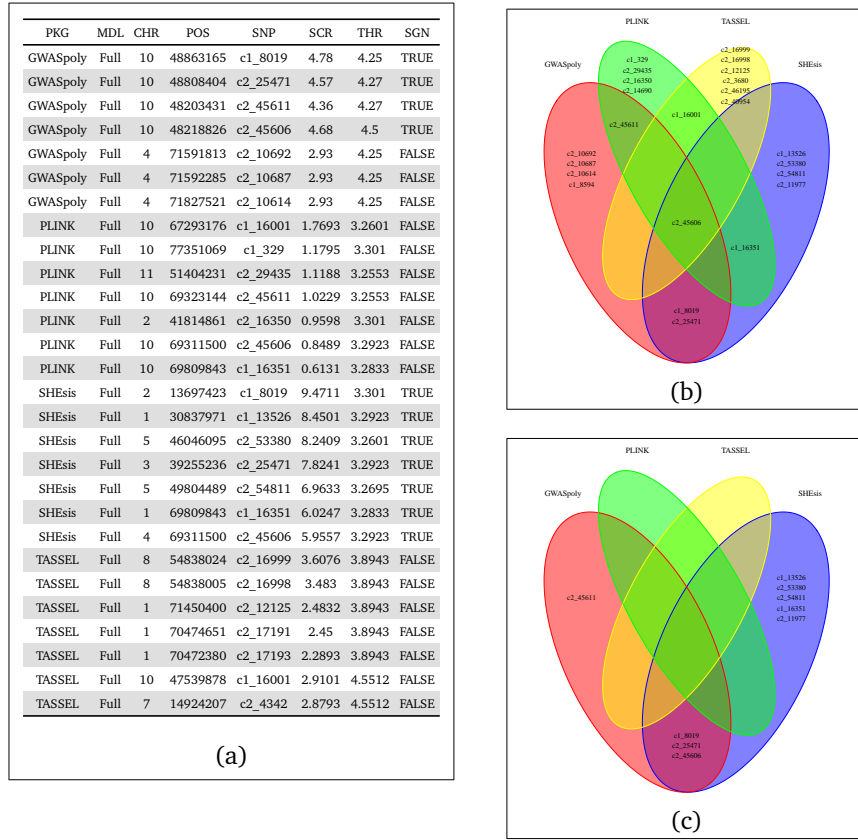 PKG MDL CHR POS SNP SCR THR SGN
GWASpoly Full 10 48863165 c1_8019 4.78 4.25 TRUE
GWASpoly Full 10 48808404 c2_25471 4.57 4.27 TRUE
GWASpoly Full 10 48203431 c2_45611 4.36 4.27 TRUE
GWASpoly Full 10 48218826 c2_45606 4.68 4.5 TRUE
GWASpoly Full 4 71591813 c2_10692 2.93 4.25 FALSE
GWASpoly Full 4 71592285 c2_10687 2.93 4.25 FALSE
GWASpoly Full 4 71827521 c2_10614 2.93 4.25 FALSE
PLINK Full 10 67293176 c1_16001 1.7693 3.2601 FALSE
PLINK Full 10 77351069 c1_329 1.1795 3.301 FALSE
PLINK Full 11 51404231 c2_29435 1.1188 3.2553 FALSE
PLINK Full 10 69323144 c2_45611 1.0229 3.2553 FALSE
PLINK Full 2 41814861 c2_16350 0.9598 3.301 FALSE
PLINK Full 10 69311500 c2_45606 0.8489 3.2923 FALSE
PLINK Full 10 69809843 c1_16351 0.6131 3.2833 FALSE
SHEsis Full 2 13697423 c1_8019 9.4711 3.301 TRUE
SHEsis Full 1 30837971 c1_13526 8.4501 3.2923 TRUE
SHEsis Full 5 46046095 c2_53380 8.2409 3.2601 TRUE
SHEsis Full 3 39255236 c2_25471 7.8241 3.2923 TRUE
SHEsis Full 5 49804489 c2_54811 6.9633 3.2695 TRUE
SHEsis Full 1 69809843 c1_16351 6.0247 3.2833 TRUE
SHEsis Full 4 69311500 c2_45606 5.9557 3.2923 TRUE
TASSEL Full 8 54838024 c2_16999 3.6076 3.8943 FALSE
TASSEL Full 8 54838005 c2_16998 3.483 3.8943 FALSE
TASSEL Full 1 71450400 c2_12125 2.4832 3.8943 FALSE
TASSEL Full 1 70474651 c2_17191 2.45 3.8943 FALSE
TASSEL Full 1 70472380 c2_17193 2.2893 3.8943 FALSE
TASSEL Full 10 47539878 c1_16001 2.9101 4.5512 FALSE
TASSEL Full 7 14924207 c2_4342 2.8793 4.5512 FALSE
(a)
PLINK TASSEL
GWASpoly SHEsis
c1_329
c2_29435
c2_16350
c2_14690
c2_16999
c2_16998
c2_12125
c2_3680
c2_46195
c2_40954
c2_45611
c1_16001
c2_10692
c2_10687
c2_10614
c1_8594
c1_13526
c2_53380
c2_54811
c2_11977
c2_45606
c1_16351
c1_8019
c2_25471
(b)
PLINK TASSEL
GWASpoly SHEsis
c2_45611
c1_13526
c2_53380
c2_54811
c1_16351
c2_11977
c1_8019
c2_25471
c2_45606
(c)